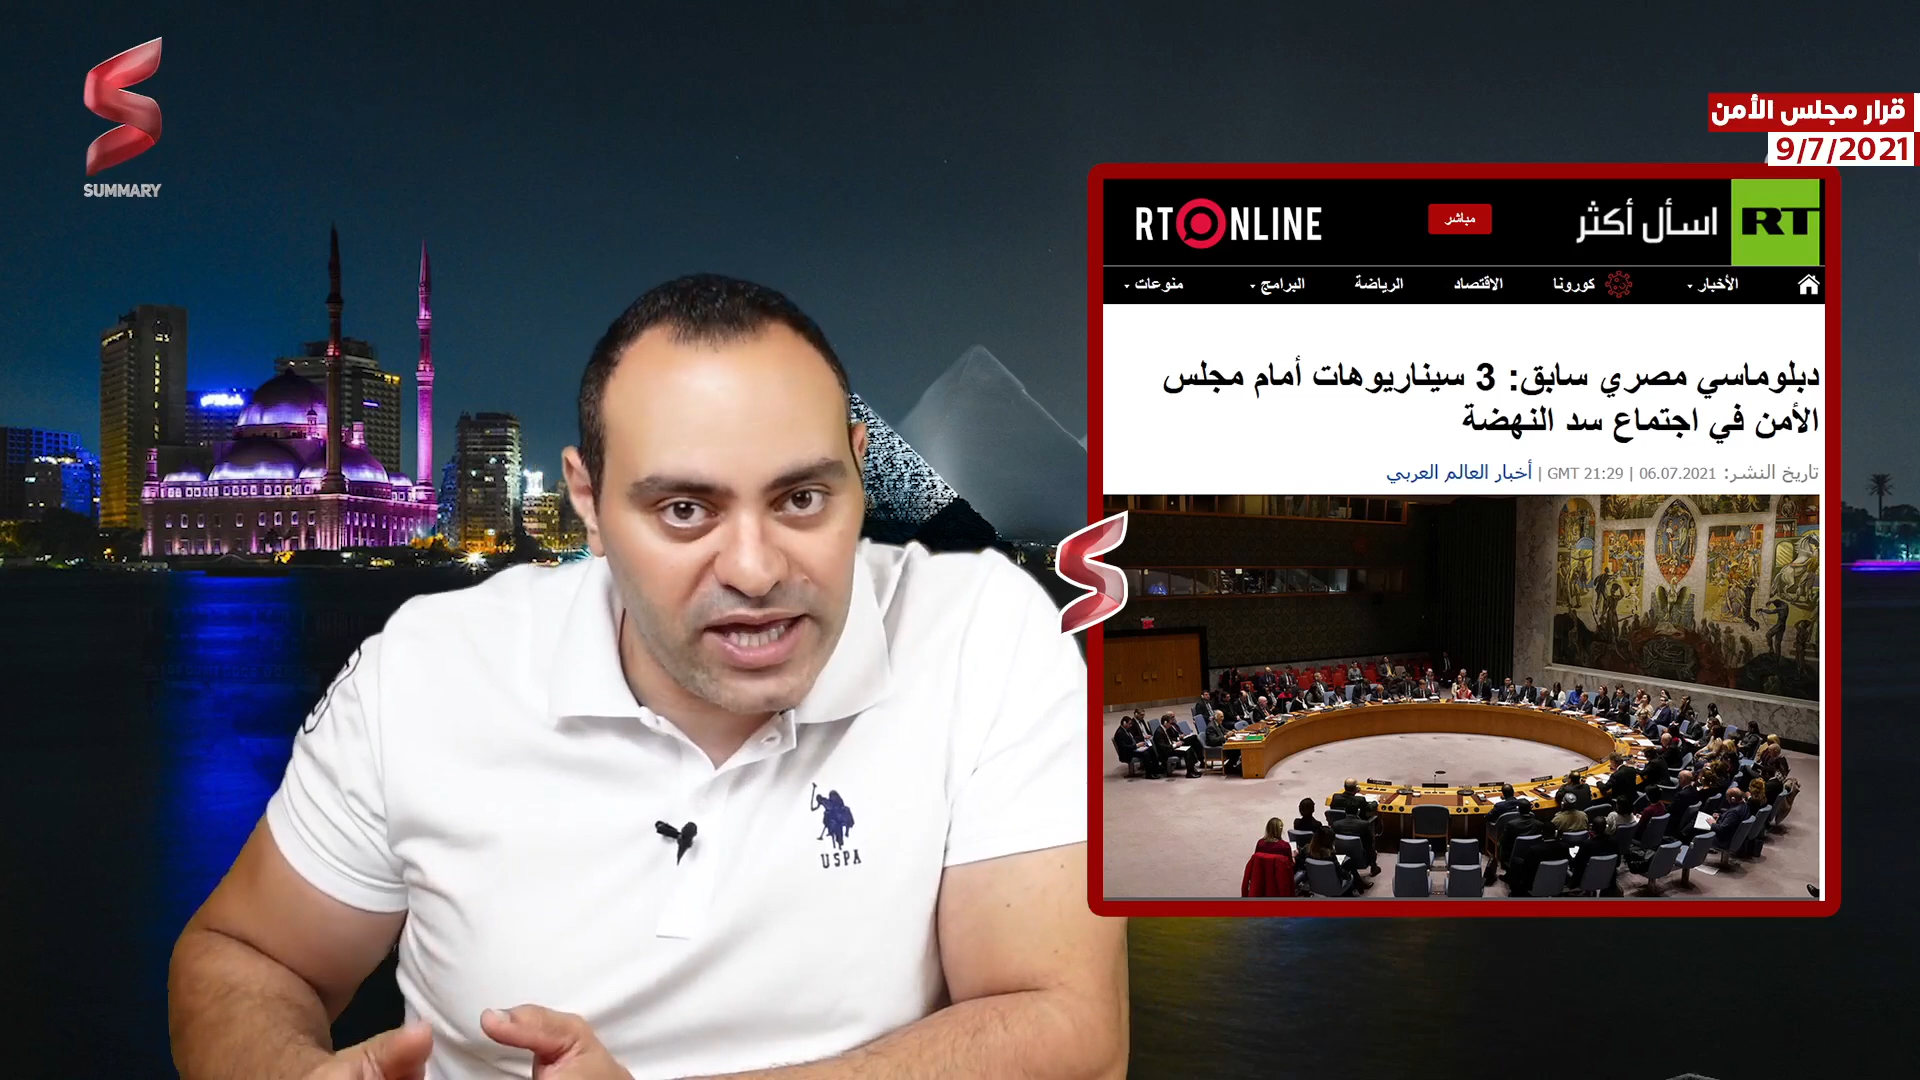 SUMMARY
قرار مجلس الأمن
9/7/2021
RT ONLINE
مباشر
اسأل أكثر
RT
الأخبار
كورونا
الاقتصاد
الرياضة
البرامج
منوعات
دبلوماسي مصري سابق: 3 سيناريوهات أمام مجلس
الأمن في اجتماع سد النهضة
تاريخ النشر: 06.07.2021 | 21:29 GMT | أخبار العالم العربي
USPA